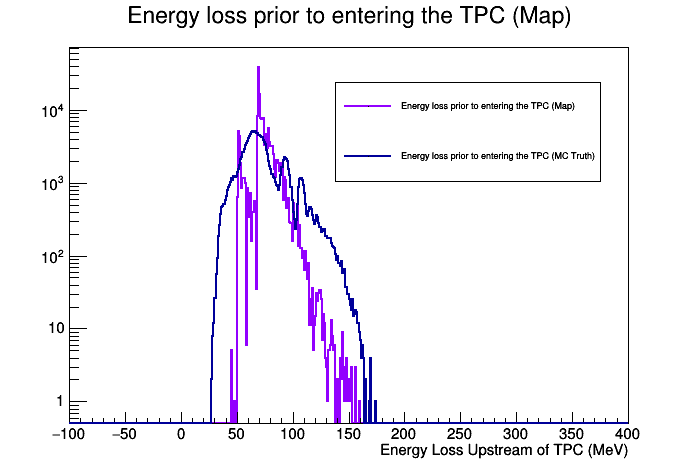 Energy loss prior to entering the TPC (Map)
10⁴
10³
10²
10
1
Energy loss prior to entering the TPC (Map)
Energy loss prior to entering the TPC (MC Truth)
−100 −50 0 50 100 150 200 250 300 350 400
Energy Loss Upstream of TPC (MeV)